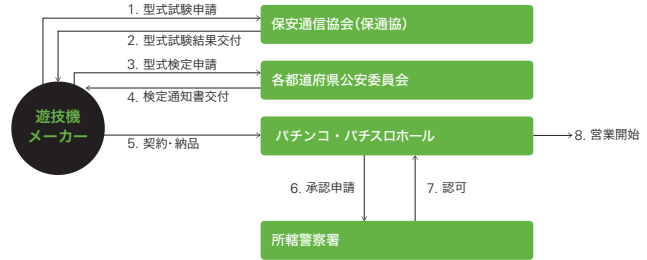 1. 型式試験申請
保安通信協会（保通協）
2. 型式試験結果交付
3. 型式検定申請
各都道府県公安委員会
4. 検定通知書交付
遊技機
メーカー
パチンコ・パチスロホール
8. 営業開始
5. 契約・納品
6. 承認申請
7. 認可
所轄警察署